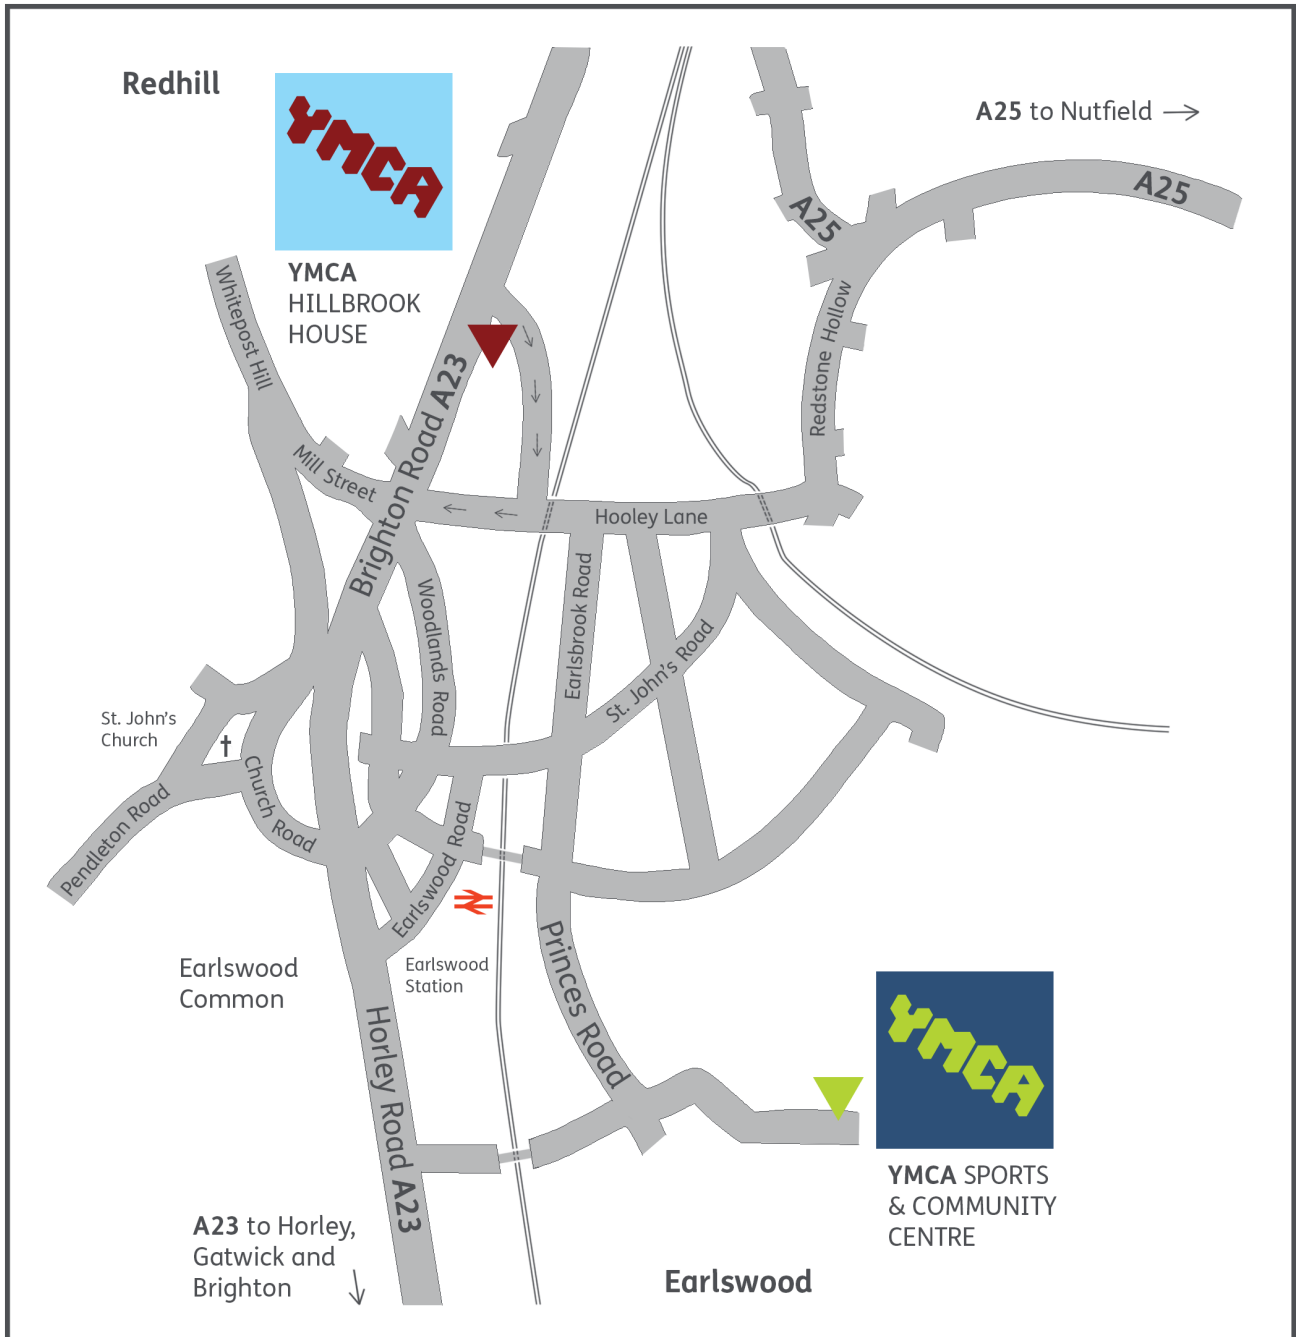 Redhill
YMCA
YMCA
HILLBROOK
HOUSE
A25 to Nutfield
A25
A25
Whitepost Hill
Redstone Hollow
Brighton Road A23
Mill Street
Hooley Lane
Woodlands Road
Earlsbrook Road
St. John's Road
St. John's
Church
Church Road
Pendleton Road
Earlswood Road
Earlswood
Common
Earlswood
Station
Princes Road
Horley Road A23
YMCA
YMCA SPORTS
& COMMUNITY
CENTRE
A23 to Horley,
Gatwick and
Brighton
Earlswood